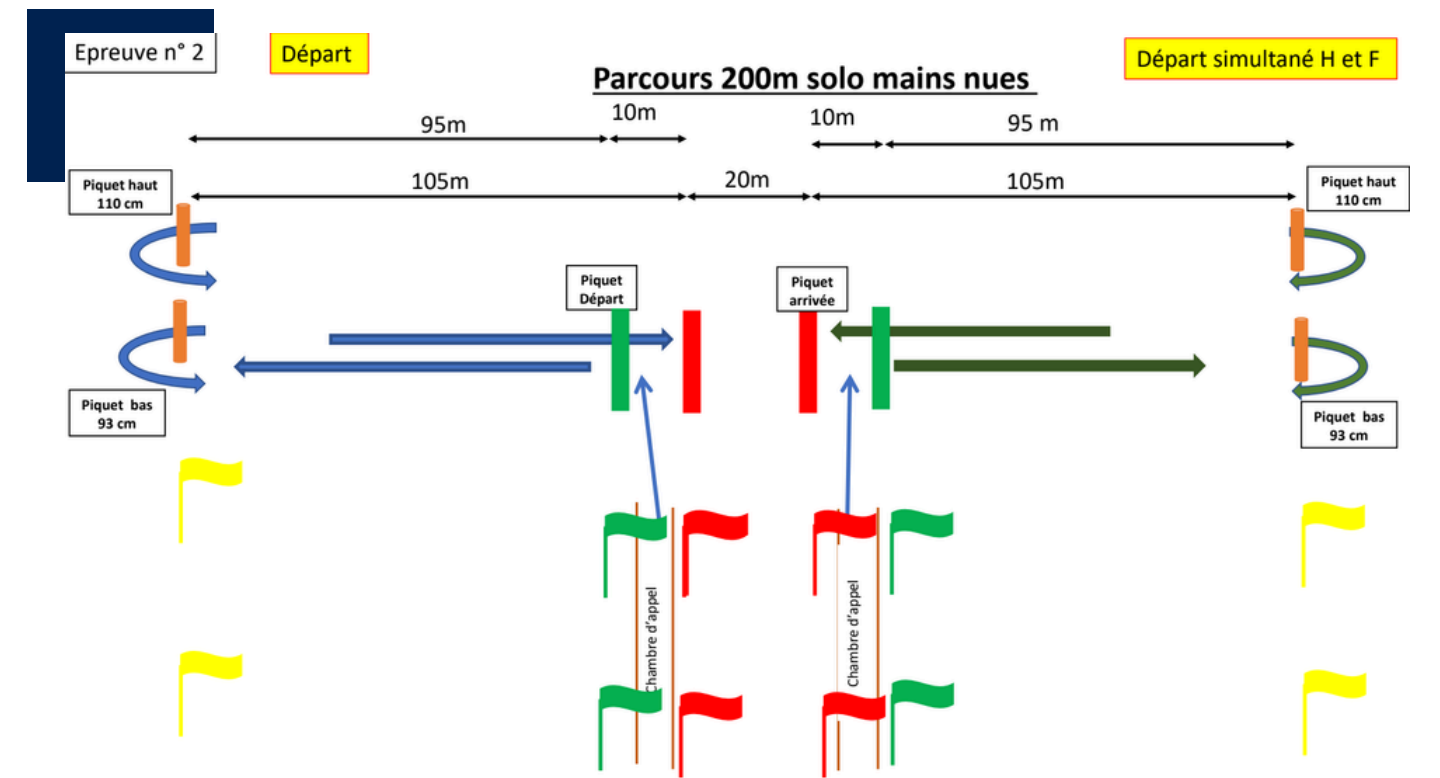 Epreuve n° 2
Départ
Départ simultané H et F
Parcours 200m solo mains nues
95m
10m
10m
95 m
105m
20m
105m
Piquet haut
110 cm
Piquet haut
110 cm
Piquet
Départ
Piquet
arrivée
Piquet bas
93 cm
Piquet bas
93 cm
Chambre d'appel
Chambre d'appel